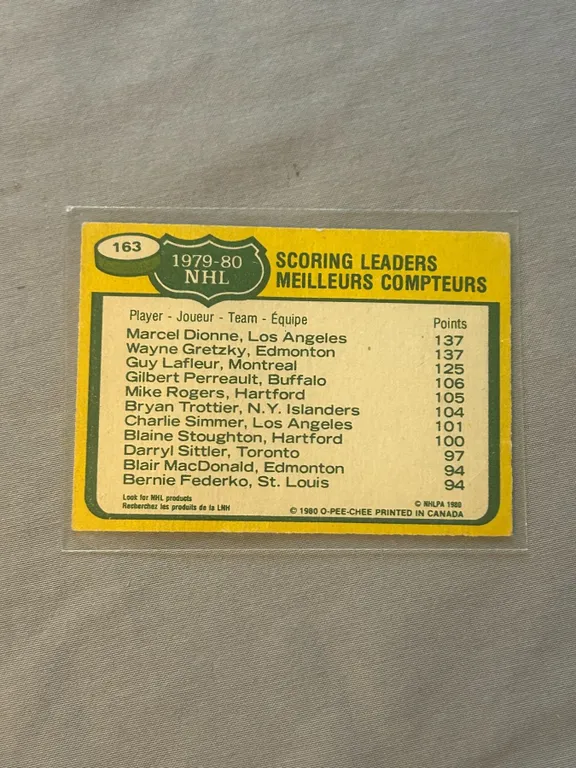 163
1979-80
NHL
SCORING LEADERS
MEILLEURS COMPTEURS
Player - Joueur - Team - Équipe Points
Marcel Dionne, Los Angeles 137
Wayne Gretzky, Edmonton 137
Guy Lafleur, Montreal 125
Gilbert Perreault, Buffalo 106
Mike Rogers, Hartford 105
Bryan Trottier, N.Y. Islanders 104
Charlie Simmer, Los Angeles 101
Blaine Stoughton, Hartford 100
Darryl Sittler, Toronto 97
Blair MacDonald, Edmonton 94
Bernie Federko, St. Louis 94
Look for NHL products © NHLPA 1980
Recherchez les produits de la LNH © 1980 O-PEE-CHEE PRINTED IN CANADA